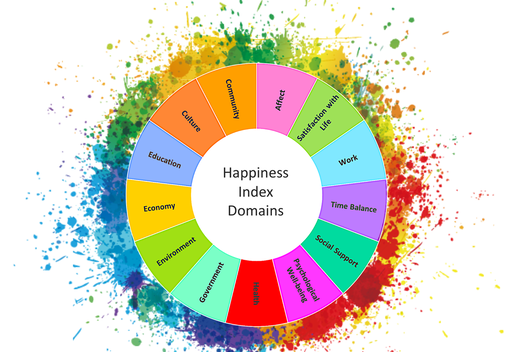 Happiness
Index
Domains
Affect
Satisfaction with
Life
Work
Time Balance
Social Support
Psychological
Well-being
Health
Government
Environment
Economy
Education
Culture
Community